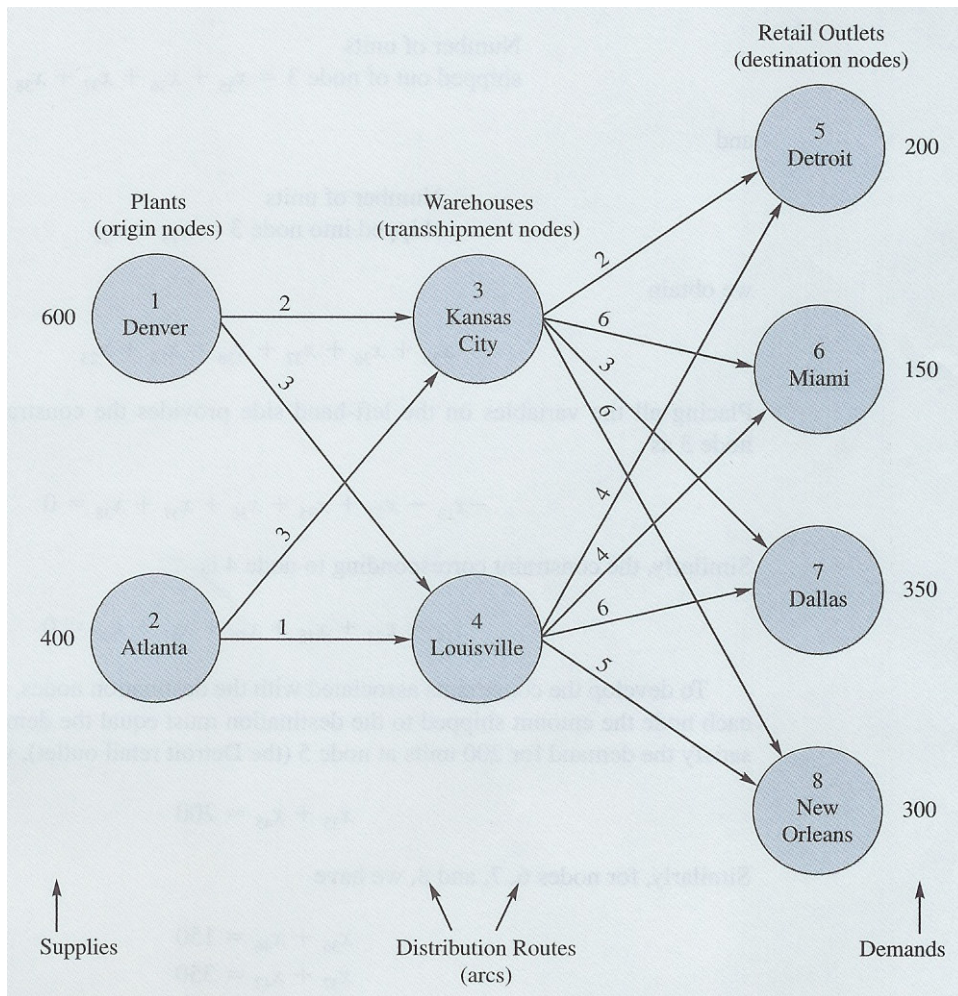 Retail Outlets
(destination nodes)
5
Detroit
200
Plants
(origin nodes)
Warehouses
(transshipment nodes)
600
1
Denver
2
3
3
Kansas
City
2
6
3
6
6
Miami
150
400
2
Atlanta
3
1
4
Louisville
4
4
6
5
7
Dallas
350
8
New
Orleans
300
Supplies
Distribution Routes
(arcs)
Demands